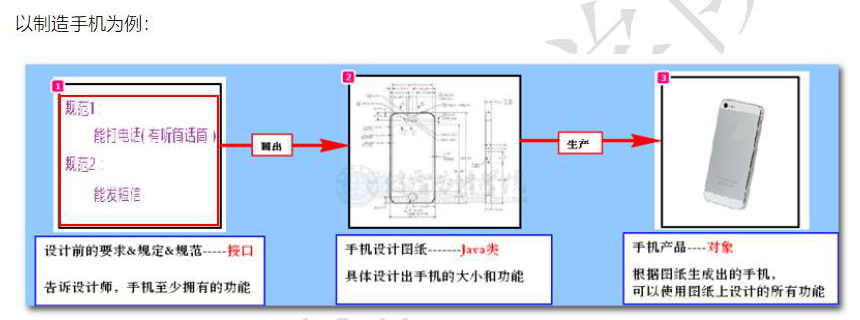 以制造手机为例：
1
规范1：
能打电话（有听筒话筒）
规范2：
能发短信
画出
2
生产
3
设计前的要求&规定&规范-----接口
告诉设计师，手机至少拥有的功能
手机设计图纸-------Java类
具体设计出手机的大小和功能
手机产品----对象
根据图纸生成出的手机，
可以使用图纸上设计的所有功能